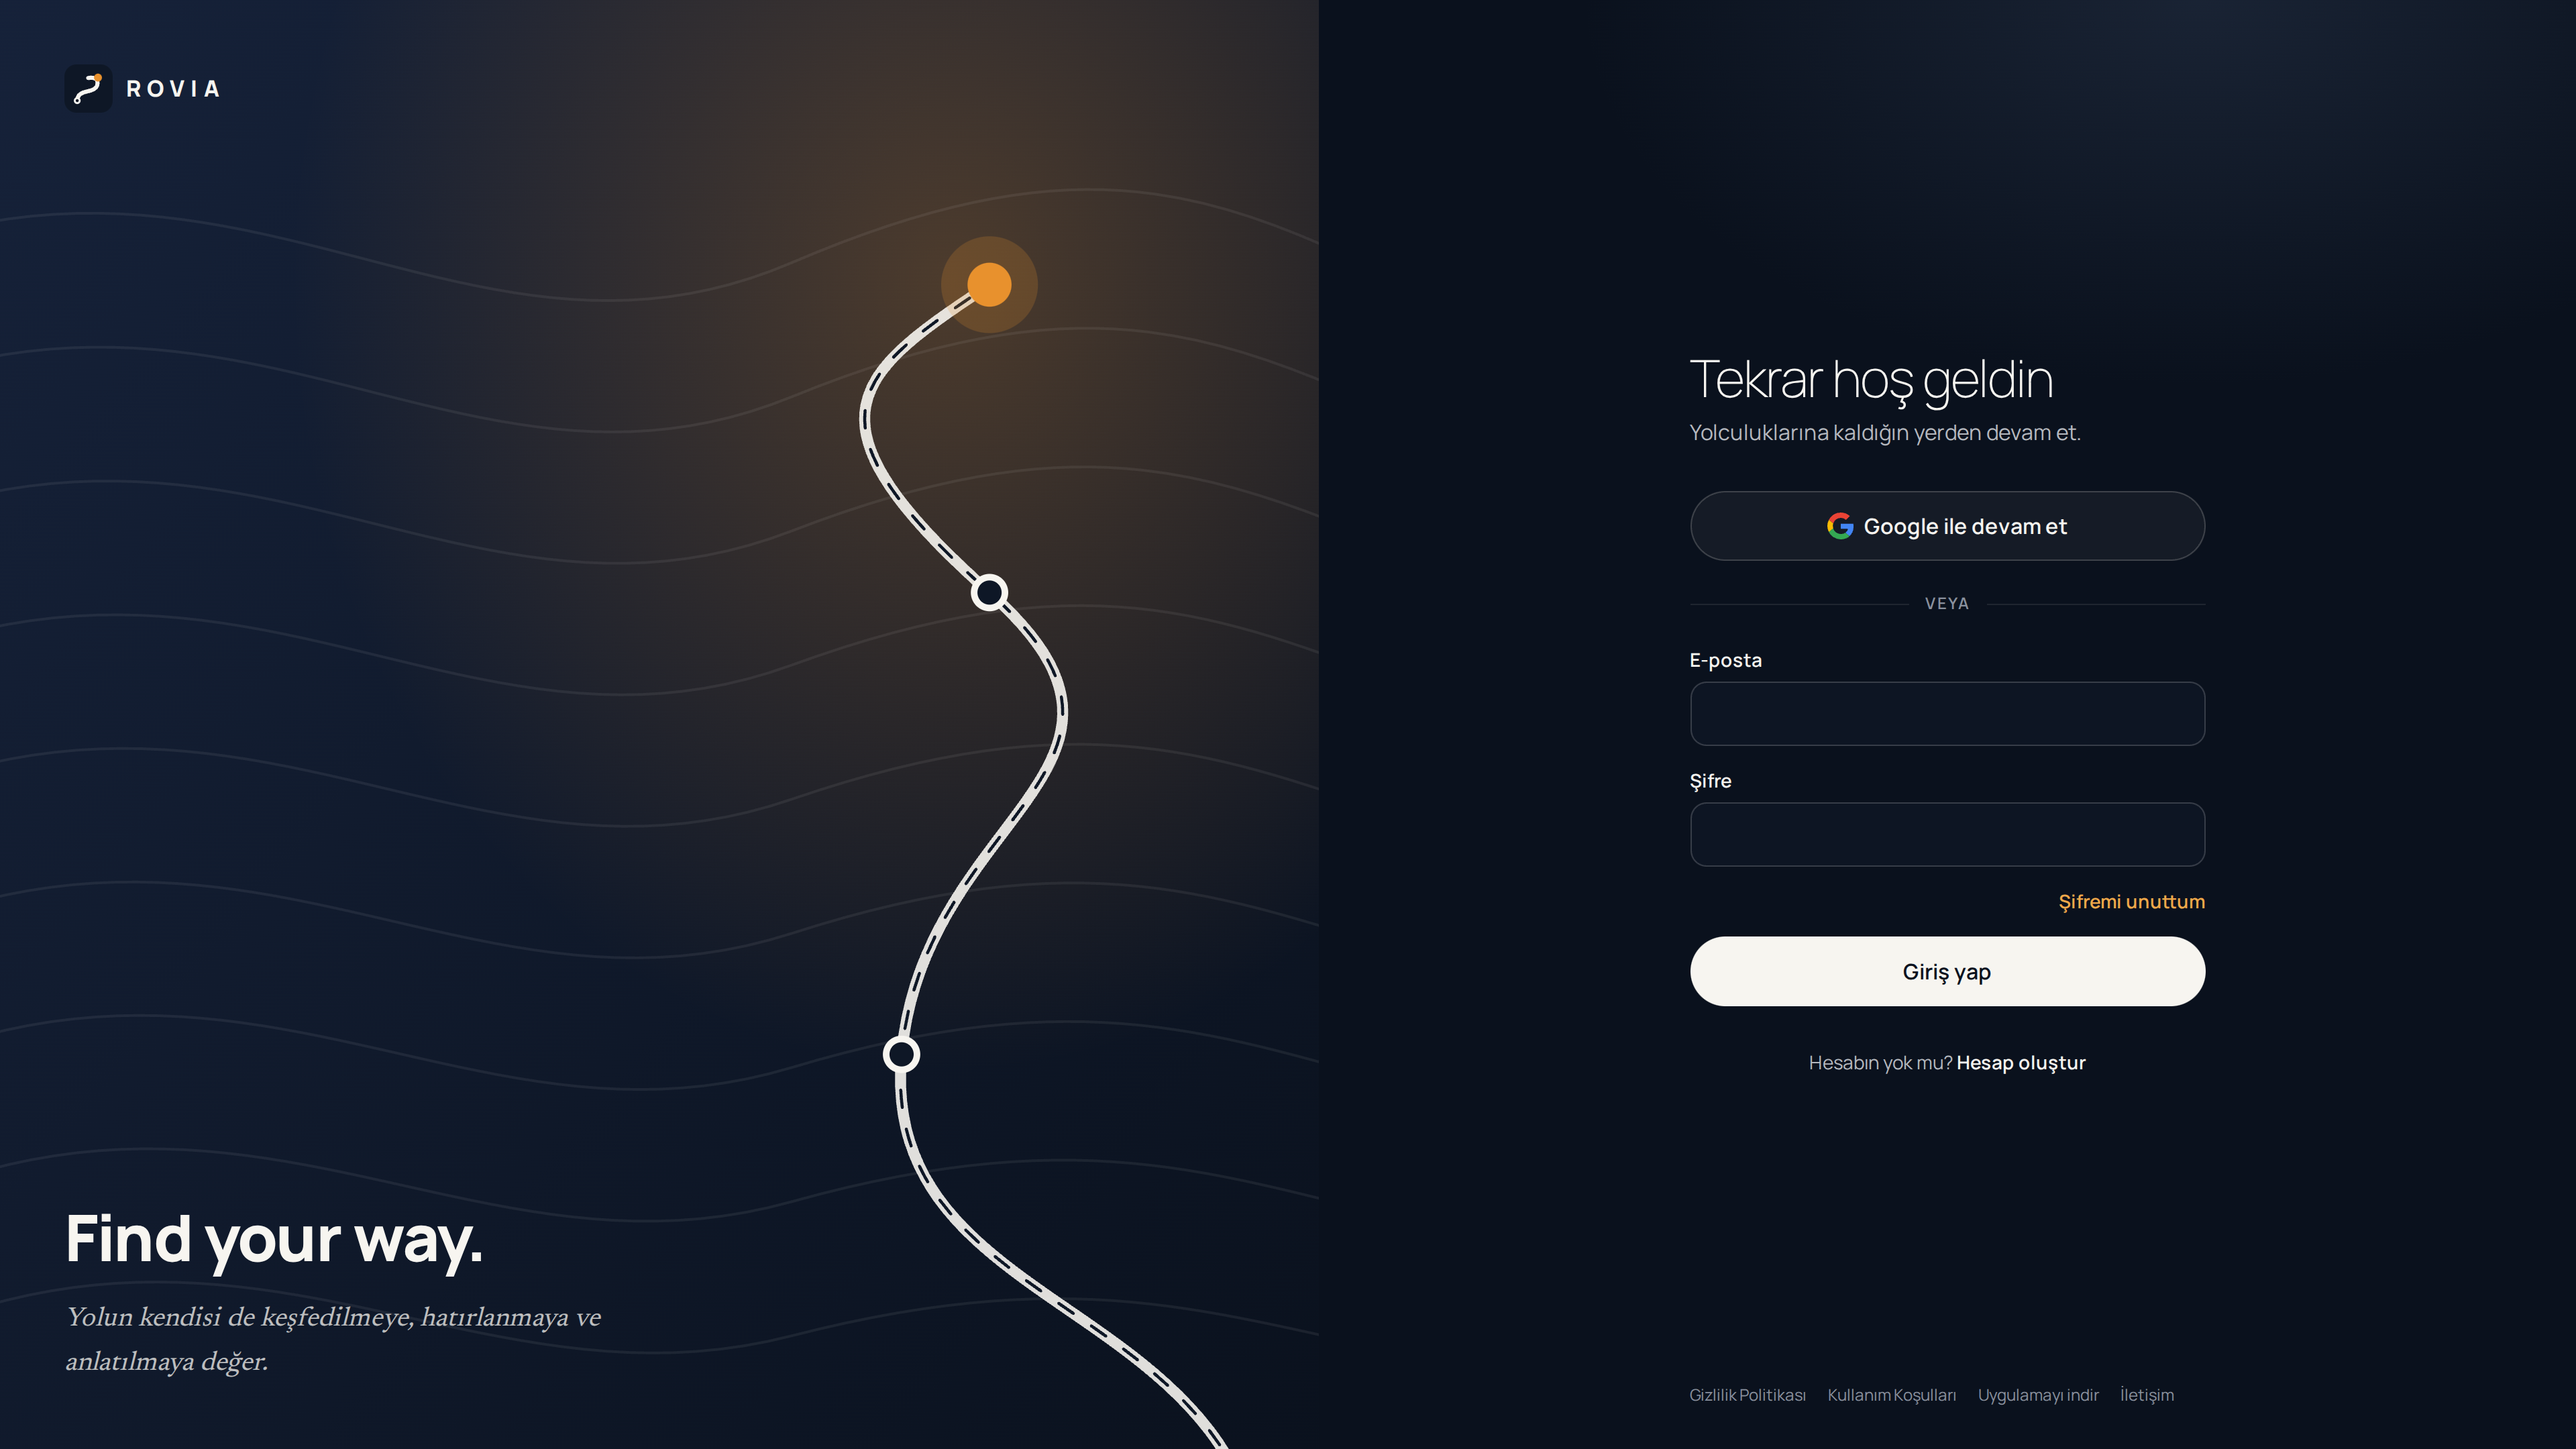 ROVIA
Find your way.
Yolun kendisi de keşfedilmeye, hatırlanmaya ve
anlatılmaya değer.
Tekrar hoş geldin
Yolculuklarına kaldığın yerden devam et.
Google ile devam et
VEYA
E-posta
Şifre
Şifremi unuttum
Giriş yap
Hesabın yok mu? Hesap oluştur
Gizlilik Politikası Kullanım Koşulları Uygulamayı indir İletişim